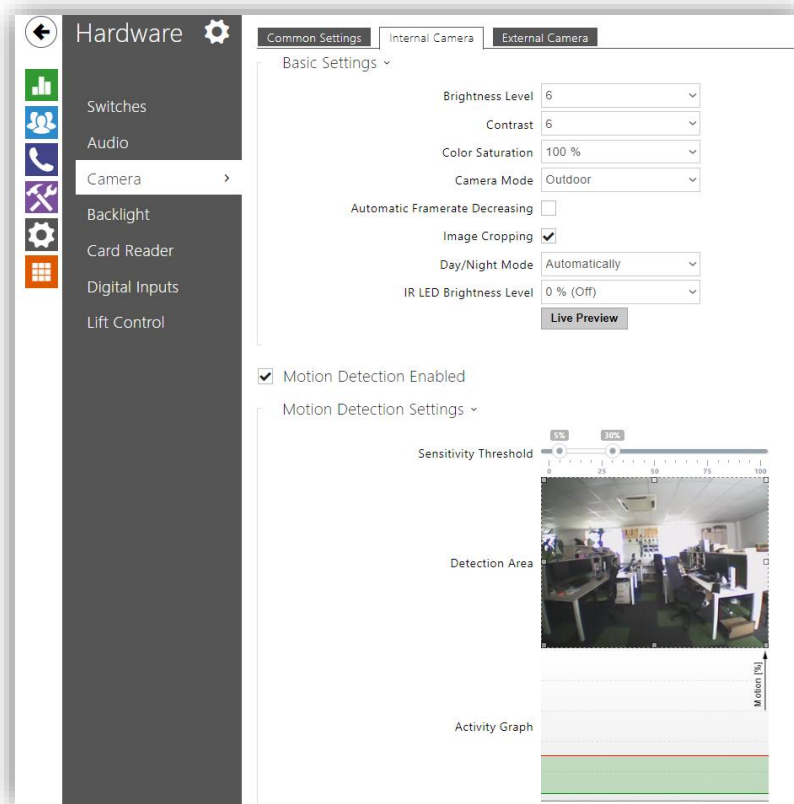 Hardware
Common Settings Internal Camera External Camera
Basic Settings
Switches
Audio
Camera
Backlight
Card Reader
Digital Inputs
Lift Control
Brightness Level 6
Contrast 6
Color Saturation 100 %
Camera Mode Outdoor
Automatic Framerate Decreasing
Image Cropping
Day/Night Mode Automatically
IR LED Brightness Level 0 % (Off)
Live Preview
Motion Detection Enabled
Motion Detection Settings
5% 30%
Sensitivity Threshold
0 25 50 75 100
Detection Area
Motion [%]
Activity Graph